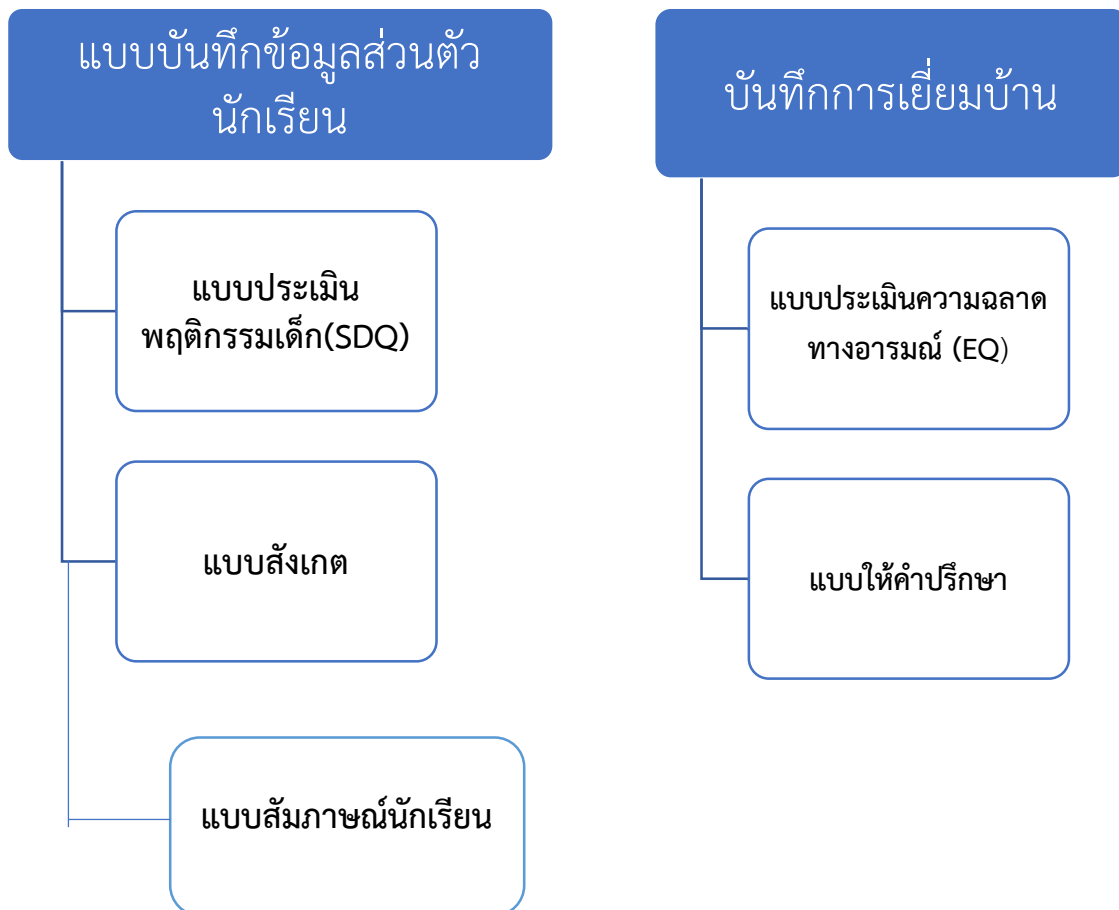 แบบบันทึกข้อมูลส่วนตัว
นักเรียน
แบบประเมิน
พฤติกรรมเด็ก(SDQ)
แบบสังเกต
แบบสัมภาษณ์นักเรียน
บันทึกการเยี่ยมบ้าน
แบบประเมินความฉลาด
ทางอารมณ์ (EQ)
แบบให้คำปรึกษา